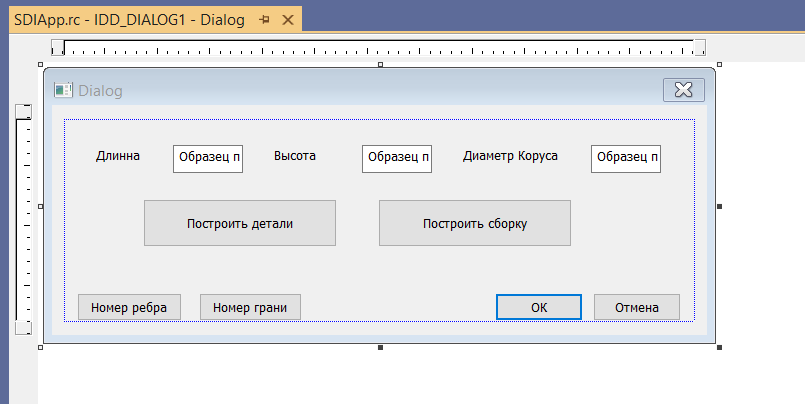 SDIApp.rc - IDD_DIALOG1 - Dialog
Dialog
Длинна Образец п Высота Образец п Диаметр Коруса Образец п
Построить детали Построить сборку
Номер ребра Номер грани ОК Отмена